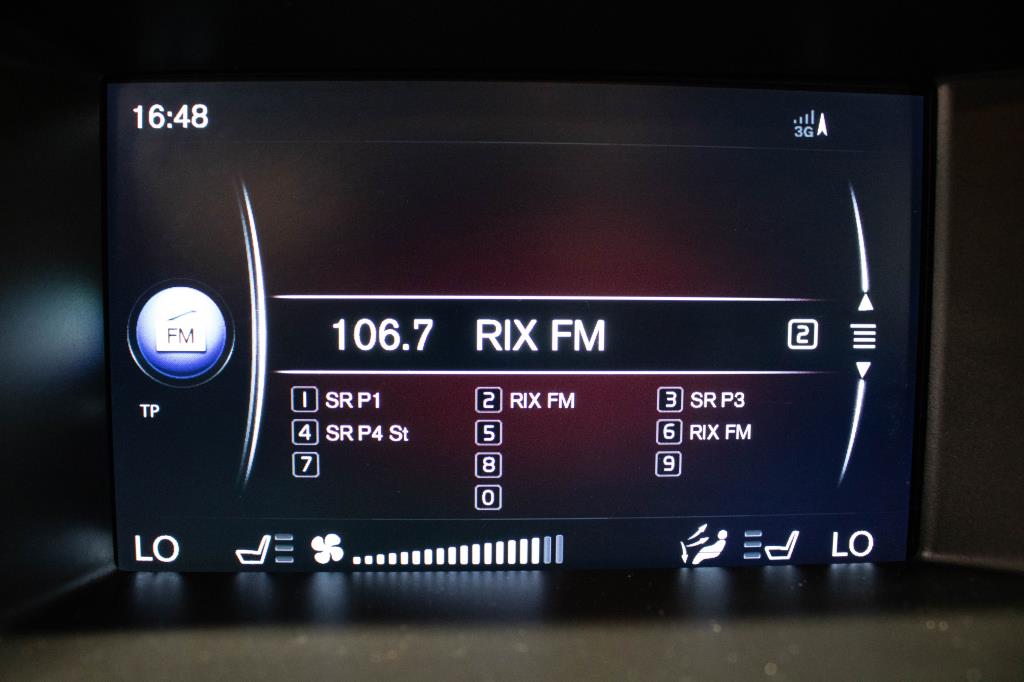 16:48
3G
FM
106.7 RIX FM 2
TP
1 SR P1 2 RIX FM 3 SR P3
4 SR P4 St 5 6 RIX FM
7 8 9
0
LO LO